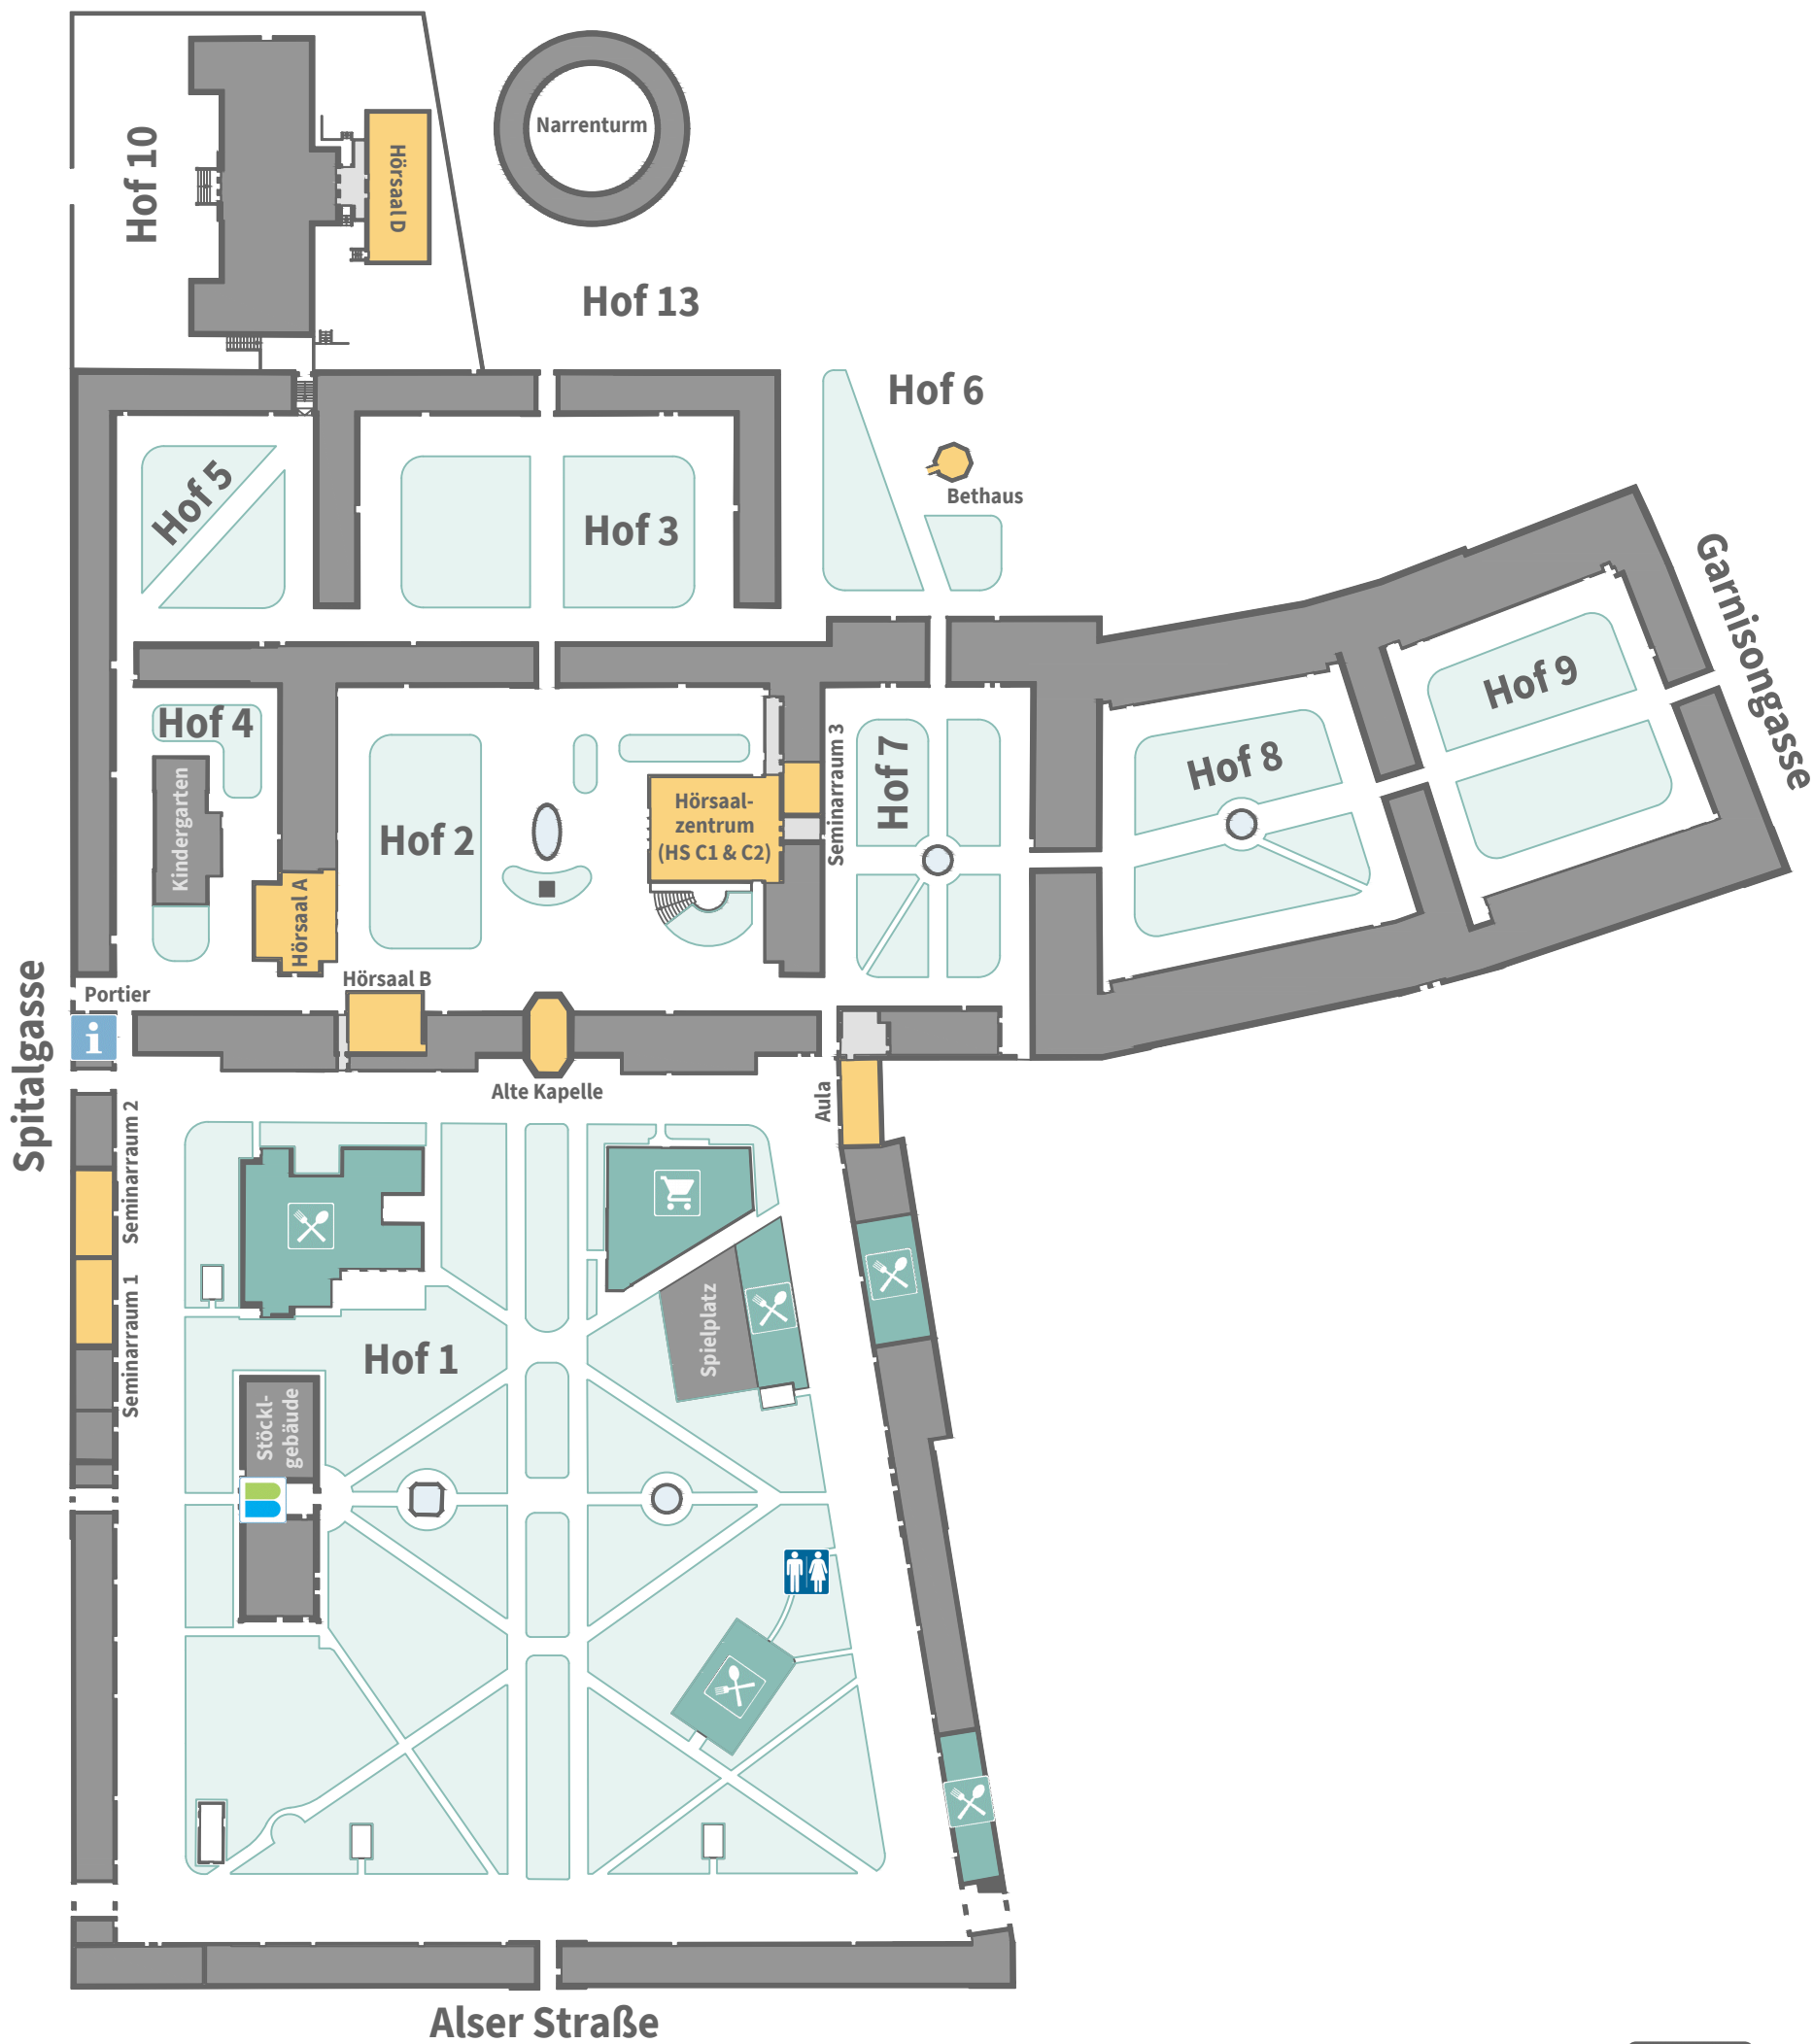 Narrenturm
Hof 10
Hörsaal D
Hof 13
Hof 6
Bethaus
Hof 5
Hof 3
Garnisongasse
Hof 9
Hof 4
Hof 8
Hof 7
Seminarraum 3
Kindergarten
Hof 2
Hörsaal-
zentrum
(HS C1 & C2)
Hörsaal A
Hörsaal B
Portier
i
Spitalgasse
Alte Kapelle
Aula
Seminarraum 2
Seminarraum 1
Spielplatz
Hof 1
Stöckl-
gebäude
Alser Straße